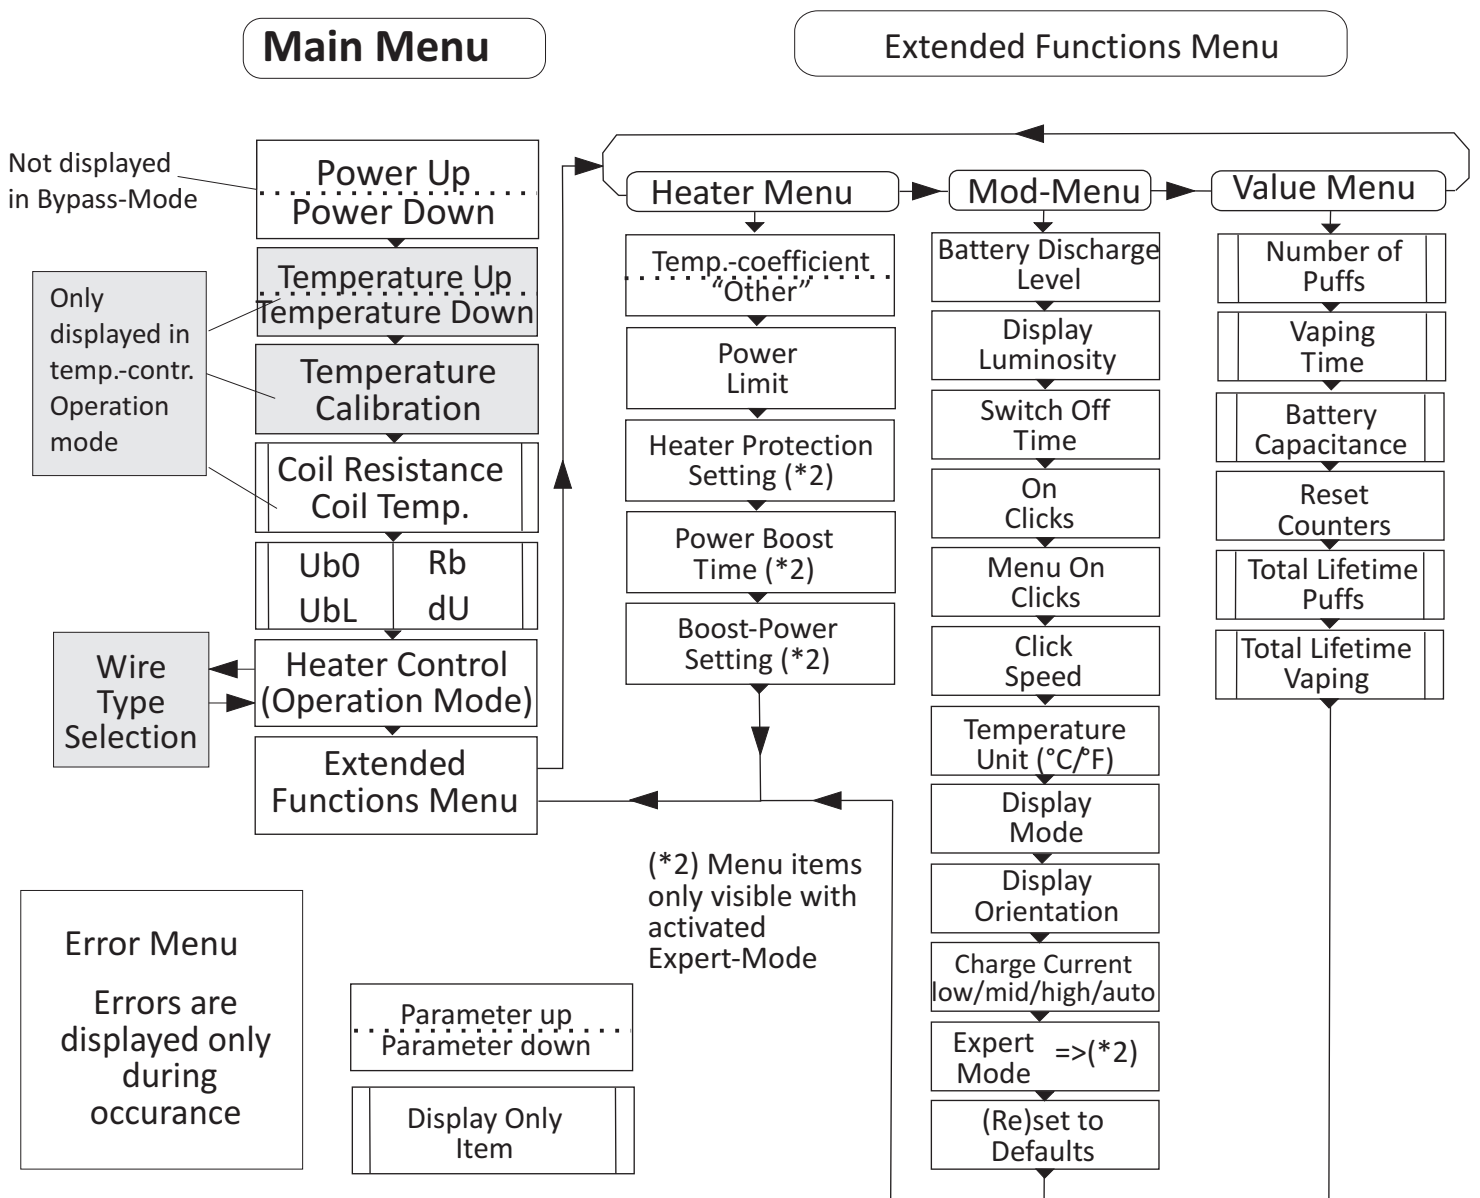 Main Menu
Extended Functions Menu
Not displayed
in Bypass-Mode
Power Up
Power Down
Only
displayed in
temp.-contr.
Operation
mode
Temperature Up
Temperature Down
Temperature
Calibration
Coil Resistance
Coil Temp.
Ub0
Rb
UbL
dU
Wire
Type
Selection
Heater Control
(Operation Mode)
Extended
Functions Menu
Heater Menu
Temp.-coefficient
“Other”
Power
Limit
Heater Protection
Setting (*2)
Power Boost
Time (*2)
Boost-Power
Setting (*2)
(*2) Menu items
only visible with
activated
Expert-Mode
Mod-Menu
Battery Discharge
Level
Display
Luminosity
Switch Off
Time
On
Clicks
Menu On
Clicks
Click
Speed
Temperature
Unit (°C/°F)
Display
Mode
Display
Orientation
Charge Current
low/mid/high/auto
Expert =>(*2)
Mode
(Re)set to
Defaults
Value Menu
Number of
Puffs
Vaping
Time
Battery
Capacitance
Reset
Counters
Total Lifetime
Puffs
Total Lifetime
Vaping
Error Menu
Errors are
displayed only
during
occurance
Parameter up
Parameter down
Display Only
Item